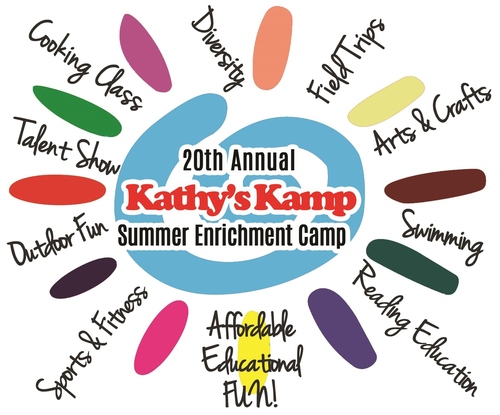 Cooking Class
Diversity
Field Trips
Arts & Crafts
Talent Show
20th Annual
Kathy's Kamp
Summer Enrichment Camp
Outdoor Fun
Swimming
Sports & Fitness
Reading Education
Affordable
Educational
FUN!